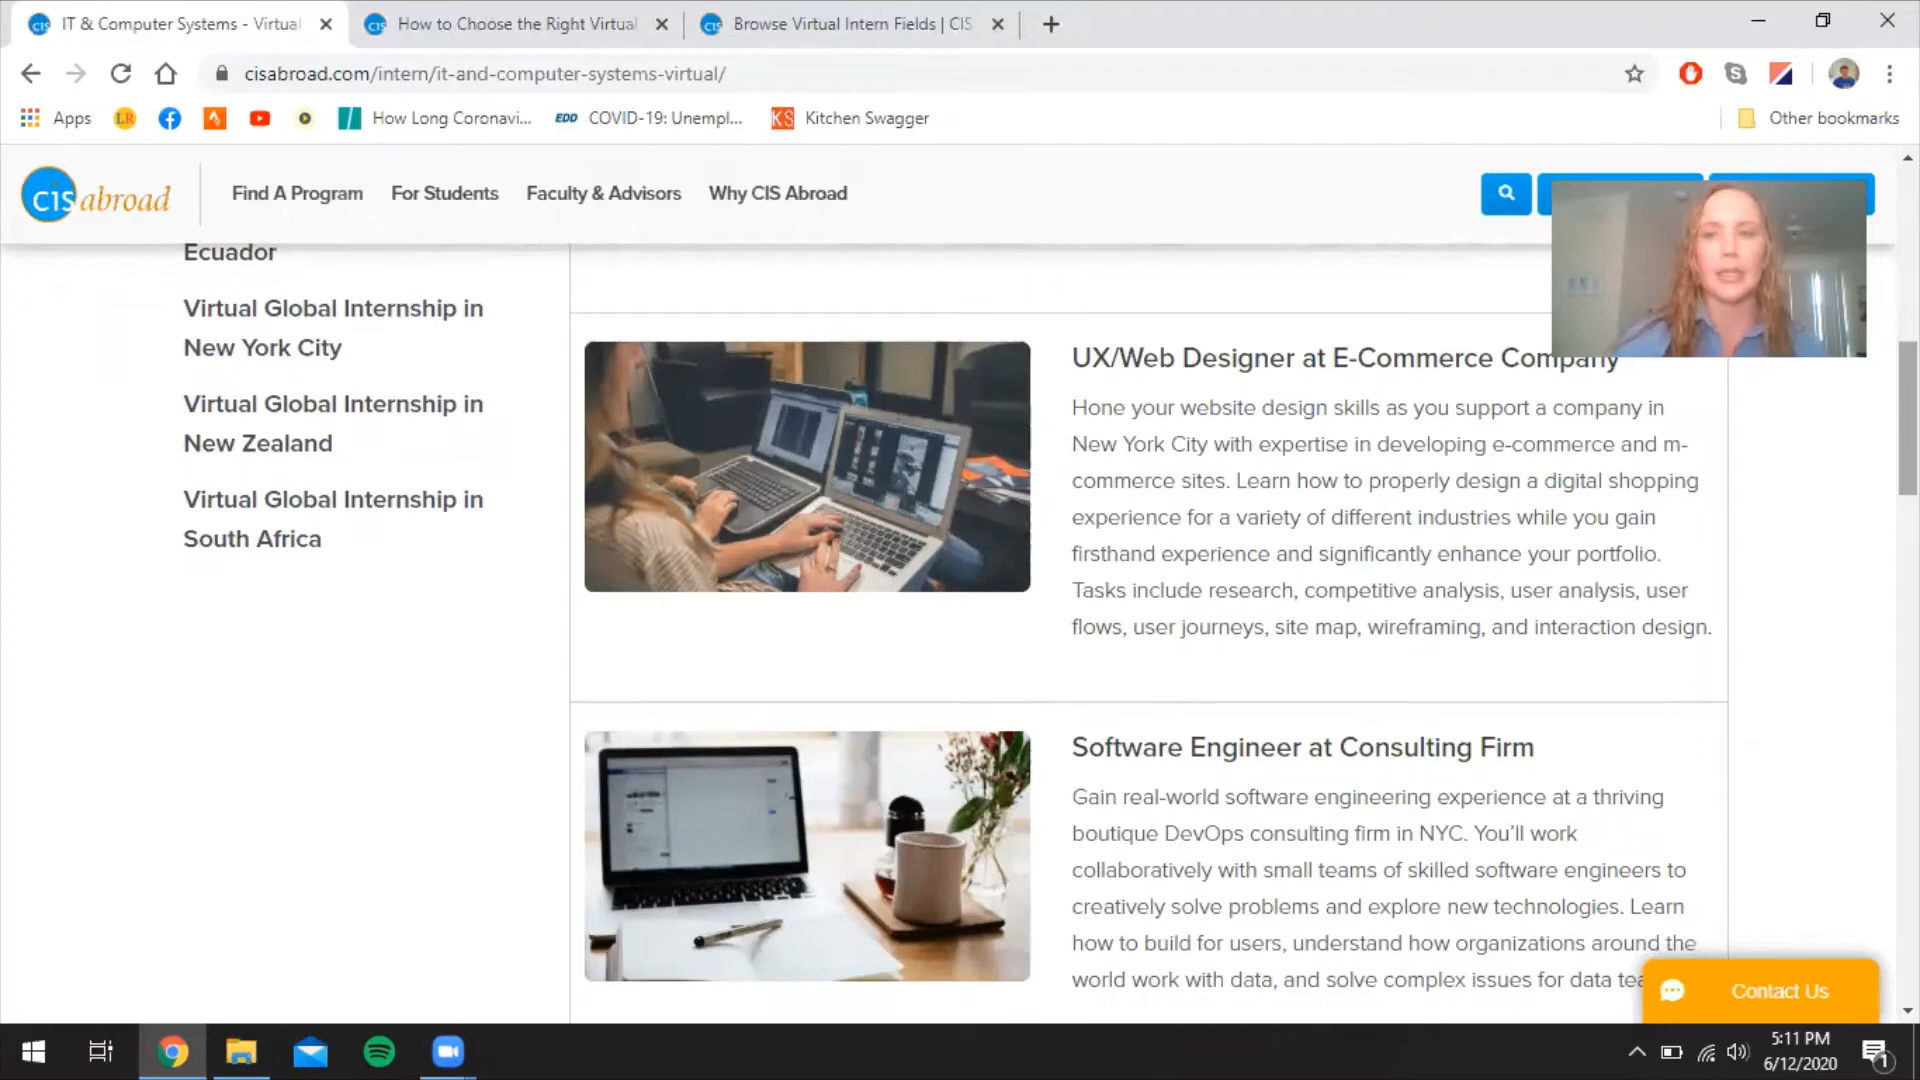 IT & Computer Systems - Virtual
How to Choose the Right Virtual
Browse Virtual Intern Fields | CIS
cisabroad.com/intern/it-and-computer-systems-virtual/
Apps
LR
How Long Coronavi...
EDD COVID-19: Unempl...
KS Kitchen Swagger
Other bookmarks
cis abroad
Find A Program
For Students
Faculty & Advisors
Why CIS Abroad
Ecuador
Virtual Global Internship in
New York City
Virtual Global Internship in
New Zealand
Virtual Global Internship in
South Africa
UX/Web Designer at E-Commerce Company
Hone your website design skills as you support a company in
New York City with expertise in developing e-commerce and m-
commerce sites. Learn how to properly design a digital shopping
experience for a variety of different industries while you gain
firsthand experience and significantly enhance your portfolio.
Tasks include research, competitive analysis, user analysis, user
flows, user journeys, site map, wireframing, and interaction design.
Software Engineer at Consulting Firm
Gain real-world software engineering experience at a thriving
boutique DevOps consulting firm in NYC. You'll work
collaboratively with small teams of skilled software engineers to
creatively solve problems and explore new technologies. Learn
how to build for users, understand how organizations around the
world work with data, and solve complex issues for data
Contact Us
5:11 PM
6/12/2020
1